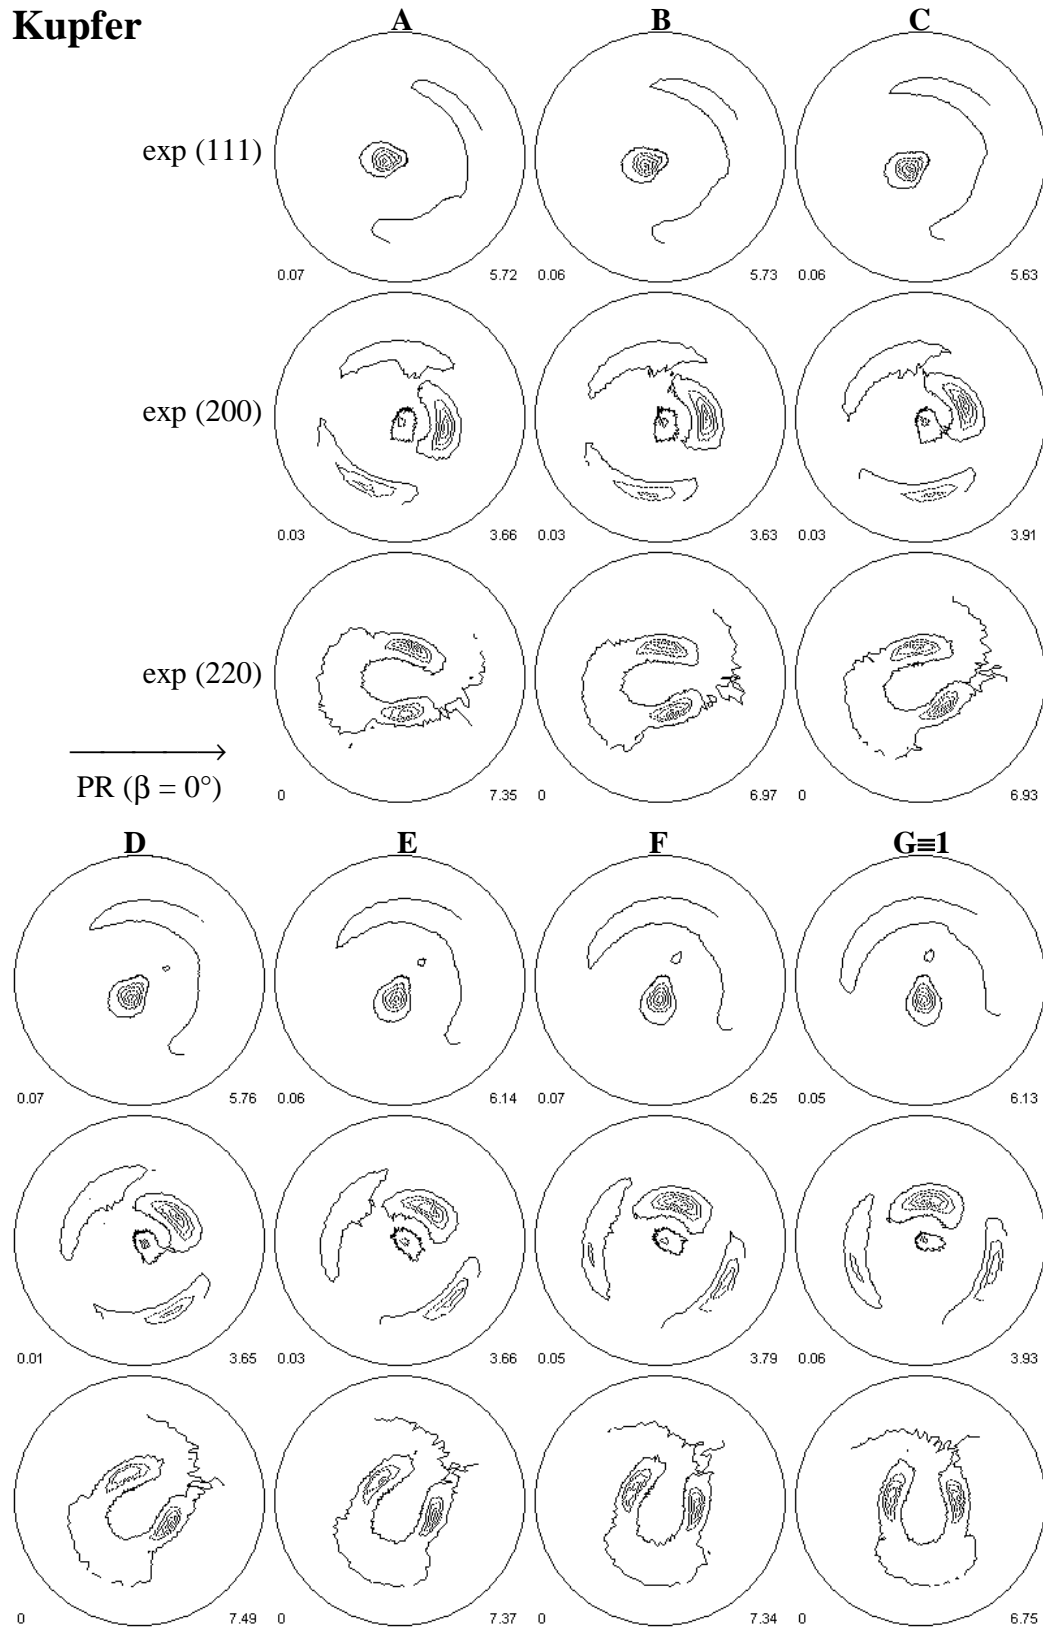 Kupfer
A B C
exp (111)
0.07 5.72 0.06 5.73 0.06 5.63
exp (200)
0.03 3.66 0.03 3.63 0.03 3.91
exp (220)
PR (β = 0°)
0 7.35 0 6.97 0 6.93
D E F G≡1
0.07 5.76 0.06 6.14 0.07 6.25 0.05 6.13
0.01 3.65 0.03 3.66 0.05 3.79 0.06 3.93
0 7.49 0 7.37 0 7.34 0 6.75